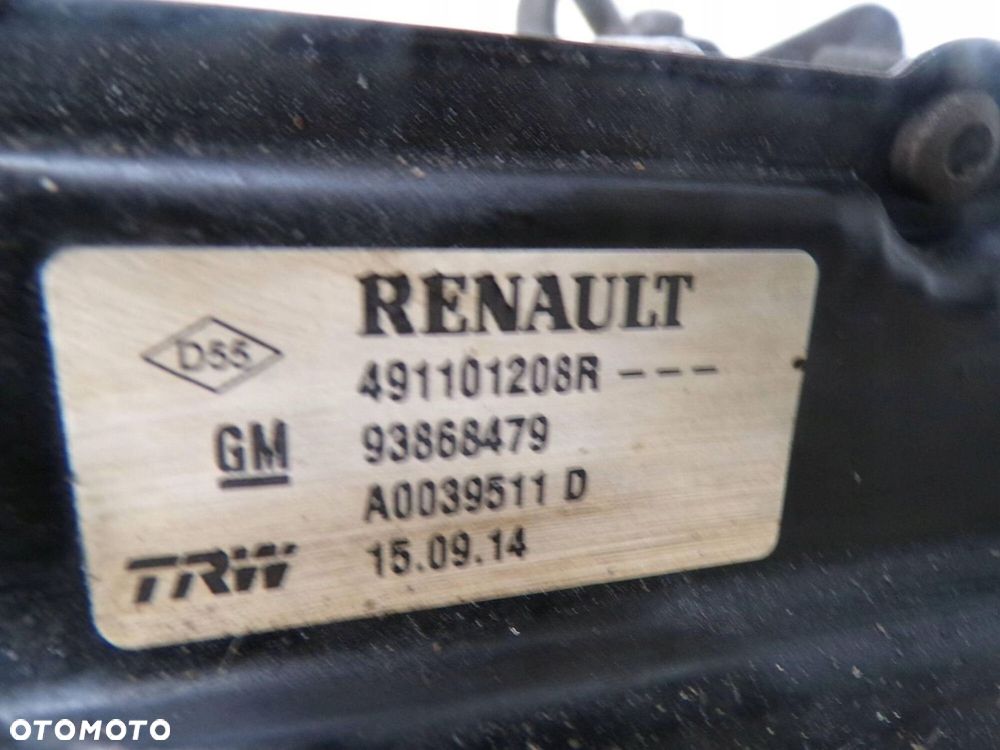 RENAULT
D55 491101208R ---
GM 93868479
A0039511 D
TRW 15.09.14
OTOMOTO